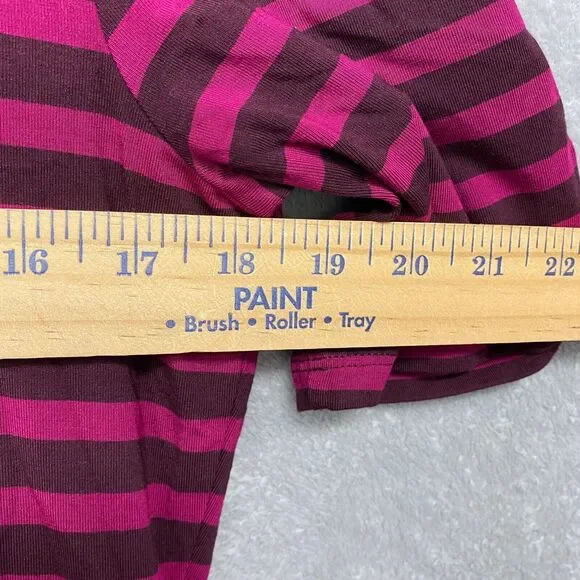 16 17 18 19 20 21 22
PAINT
• Brush • Roller • Tray